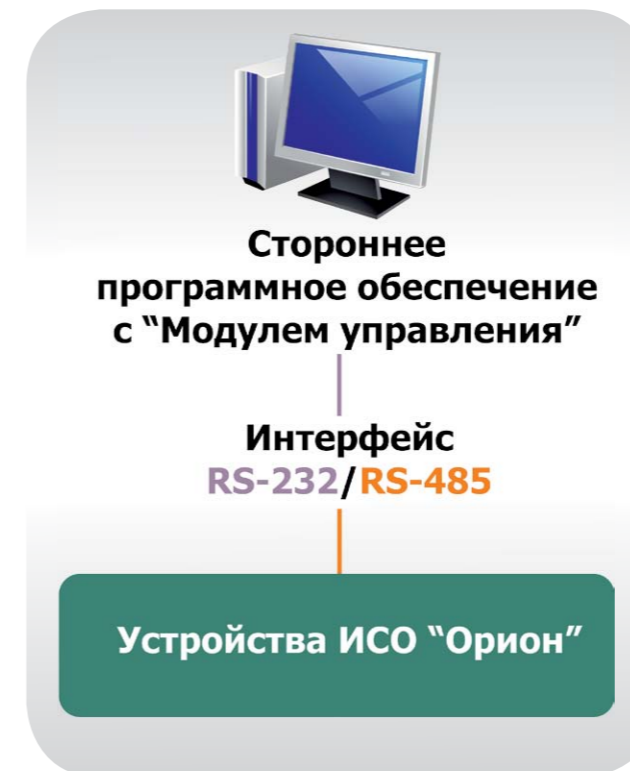 Стороннее
программное обеспечение
с “Модулем управления”
Интерфейс
RS-232/RS-485
Устройства ИСО “Орион”